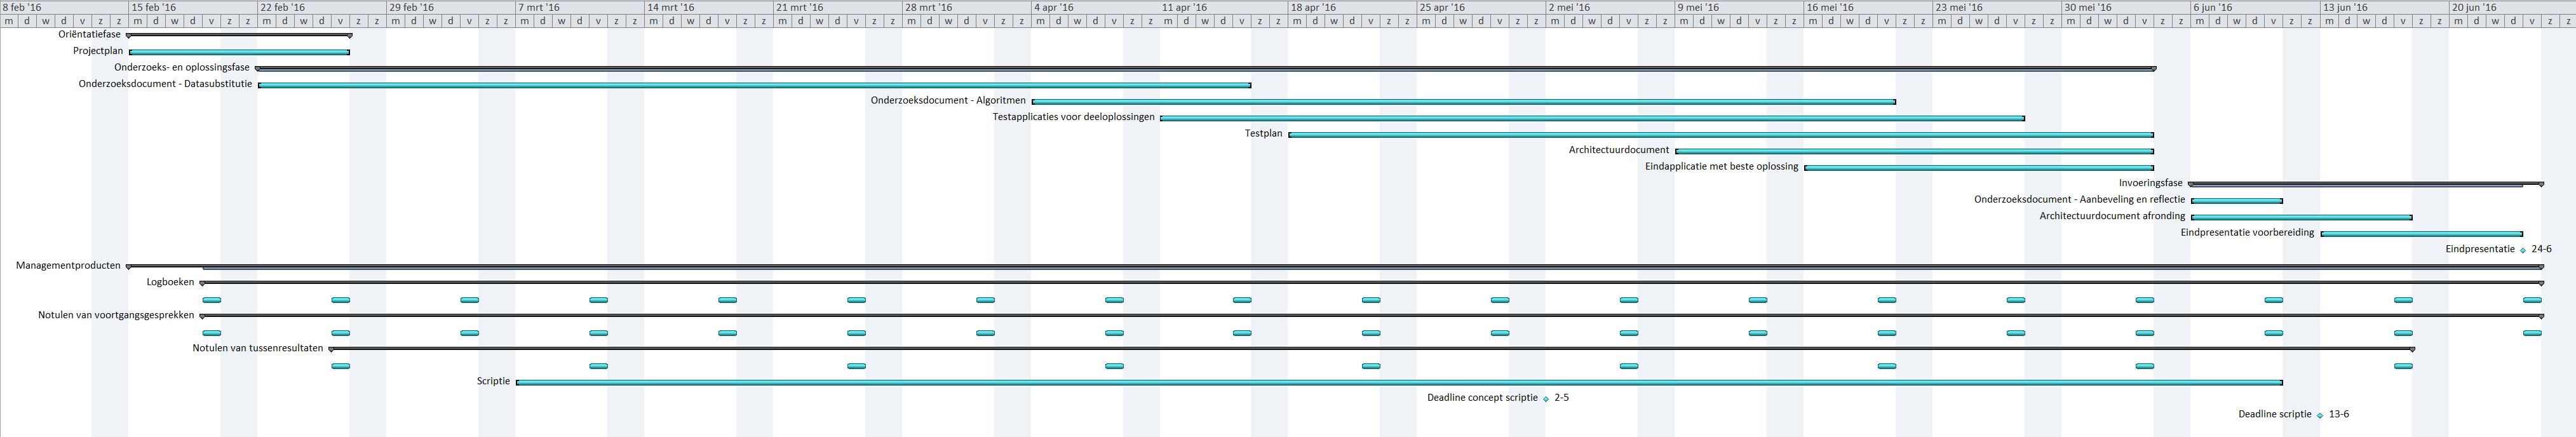 8 feb '16 15 feb '16 22 feb '16 29 feb '16 7 mrt '16 14 mrt '16 21 mrt '16 28 mrt '16 4 apr '16 11 apr '16 18 apr '16 25 apr '16 2 mei '16 9 mei '16 16 mei '16 23 mei '16 30 mei '16 6 jun '16 13 jun '16 20 jun '16
m d w d v z z m d w d v z z m d w d v z z m d w d v z z m d w d v z z m d w d v z z m d w d v z z m d w d v z z m d w d v z z m d w d v z z m d w d v z z m d w d v z z m d w d v z z m d w d v z z m d w d v z z m d w d v z z m d w d v z z m d w d v z z m d w d v z z m d w d v z z
Oriëntatiefase
Projectplan
Onderzoeks- en oplossingsfase
Onderzoeksdocument - Datasubstitutie
Onderzoeksdocument - Algoritmen
Testapplicaties voor deeloplossingen
Testplan
Architectuurdocument
Eindapplicatie met beste oplossing
Invoeringsfase
Onderzoeksdocument - Aanbeveling en reflectie
Architectuurdocument afronding
Eindpresentatie voorbereiding
Eindpresentatie 24-6
Managementproducten
Logboeken
Notulen van voortgangsgesprekken
Notulen van tussenresultaten
Scriptie
Deadline concept scriptie 2-5
Deadline scriptie 13-6